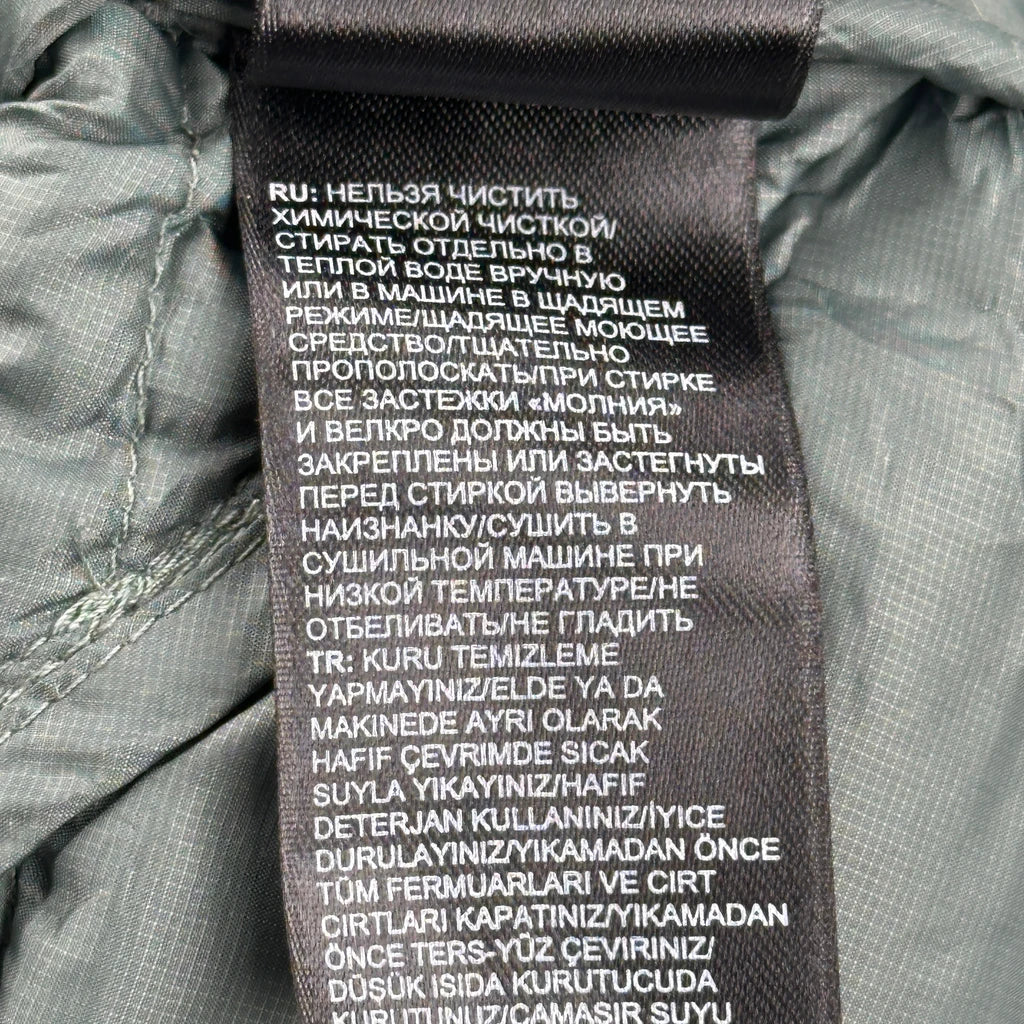 RU: НЕЛЬЗЯ ЧИСТИТЬ
ХИМИЧЕСКОЙ ЧИСТКОЙ/
СТИРАТЬ ОТДЕЛЬНО В
ТЕПЛОЙ ВОДЕ ВРУЧНУЮ
ИЛИ В МАШИНЕ В ЩАДЯЩЕМ
РЕЖИМЕ/ЩАДЯЩЕЕ МОЮЩЕЕ
СРЕДСТВО/ТЩАТЕЛЬНО
ПРОПОЛОСКАТЬ/ПРИ СТИРКЕ
ВСЕ ЗАСТЕЖКИ «МОЛНИЯ»
И ВЕЛКРО ДОЛЖНЫ БЫТЬ
ЗАКРЕПЛЕНЫ ИЛИ ЗАСТЕГНУТЫ
ПЕРЕД СТИРКОЙ ВЫВЕРНУТЬ
НАИЗНАНКУ/СУШИТЬ В
СУШИЛЬНОЙ МАШИНЕ ПРИ
НИЗКОЙ ТЕМПЕРАТУРЕ/НЕ
ОТБЕЛИВАТЬ/НЕ ГЛАДИТЬ
TR: KURU TEMIZLEME
YAPMAYINIZ/ELDE YA DA
MAKINEDE AYRI OLARAK
HAFIF ÇEVRIMDE SICAK
SUYLA YIKAYINIZ/HAFIF
DETERJAN KULLANINIZ/İYICE
DURULAYINIZ/YIKAMADAN ÖNCE
TÜM FERMUARLARI VE CIRT
CIRTLARI KAPATINIZ/YIKAMADAN
ÖNCE TERS-YÜZ ÇEVIRINIZ/
DÜŞÜK ISIDA KURUTUCUDA
KURUTUNUZ/ÇAMAŞIR SUYU